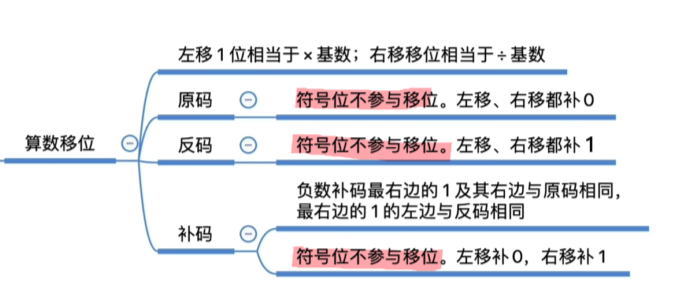 左移1位相当于×基数；右移移位相当于÷基数
原码
符号位不参与移位。左移、右移都补0
算数移位
反码
符号位不参与移位。左移、右移都补1
补码
负数补码最右边的1及其右边与原码相同，
最右边的1的左边与反码相同
符号位不参与移位。左移补0，右移补1